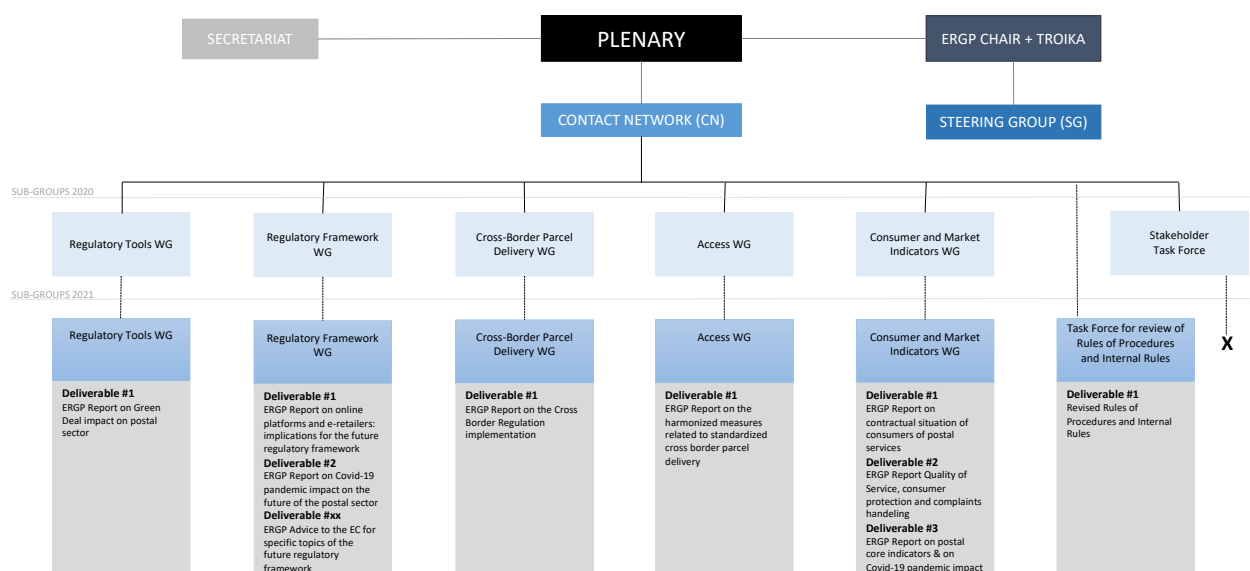 SECRETARIAT
PLENARY
ERGP CHAIR + TROIKA
CONTACT NETWORK (CN)
STEERING GROUP (SG)
SUB-GROUPS 2020
Regulatory Tools WG
Regulatory Framework
WG
Cross-Border Parcel
Delivery WG
Access WG
Consumer and Market
Indicators WG
Stakeholder
Task Force
SUB-GROUPS 2021
Regulatory Tools WG
Deliverable #1
ERGP Report on Green
Deal impact on postal
sector
Regulatory Framework
WG
Deliverable #1
ERGP Report on online
platforms and e-retailers:
implications for the future
regulatory framework
Deliverable #2
ERGP Report on Covid-19
pandemic impact on the
future of the postal sector
Deliverable #xx
ERGP Advice to the EC for
specific topics of the
future regulatory
framework
Cross-Border Parcel
Delivery WG
Deliverable #1
ERGP Report on the Cross
Border Regulation
implementation
Access WG
Deliverable #1
ERGP Report on the
harmonized measures
related to standardized
cross border parcel
delivery
Consumer and Market
Indicators WG
Deliverable #1
ERGP Report on
contractual situation of
consumers of postal
services
Deliverable #2
ERGP Report Quality of
Service, consumer
protection and complaints
handeling
Deliverable #3
ERGP Report on postal
core indicators & on
Covid-19 pandemic impact
Task Force for review of
Rules of Procedures
and Internal Rules
Deliverable #1
Revised Rules of
Procedures and Internal
Rules
X